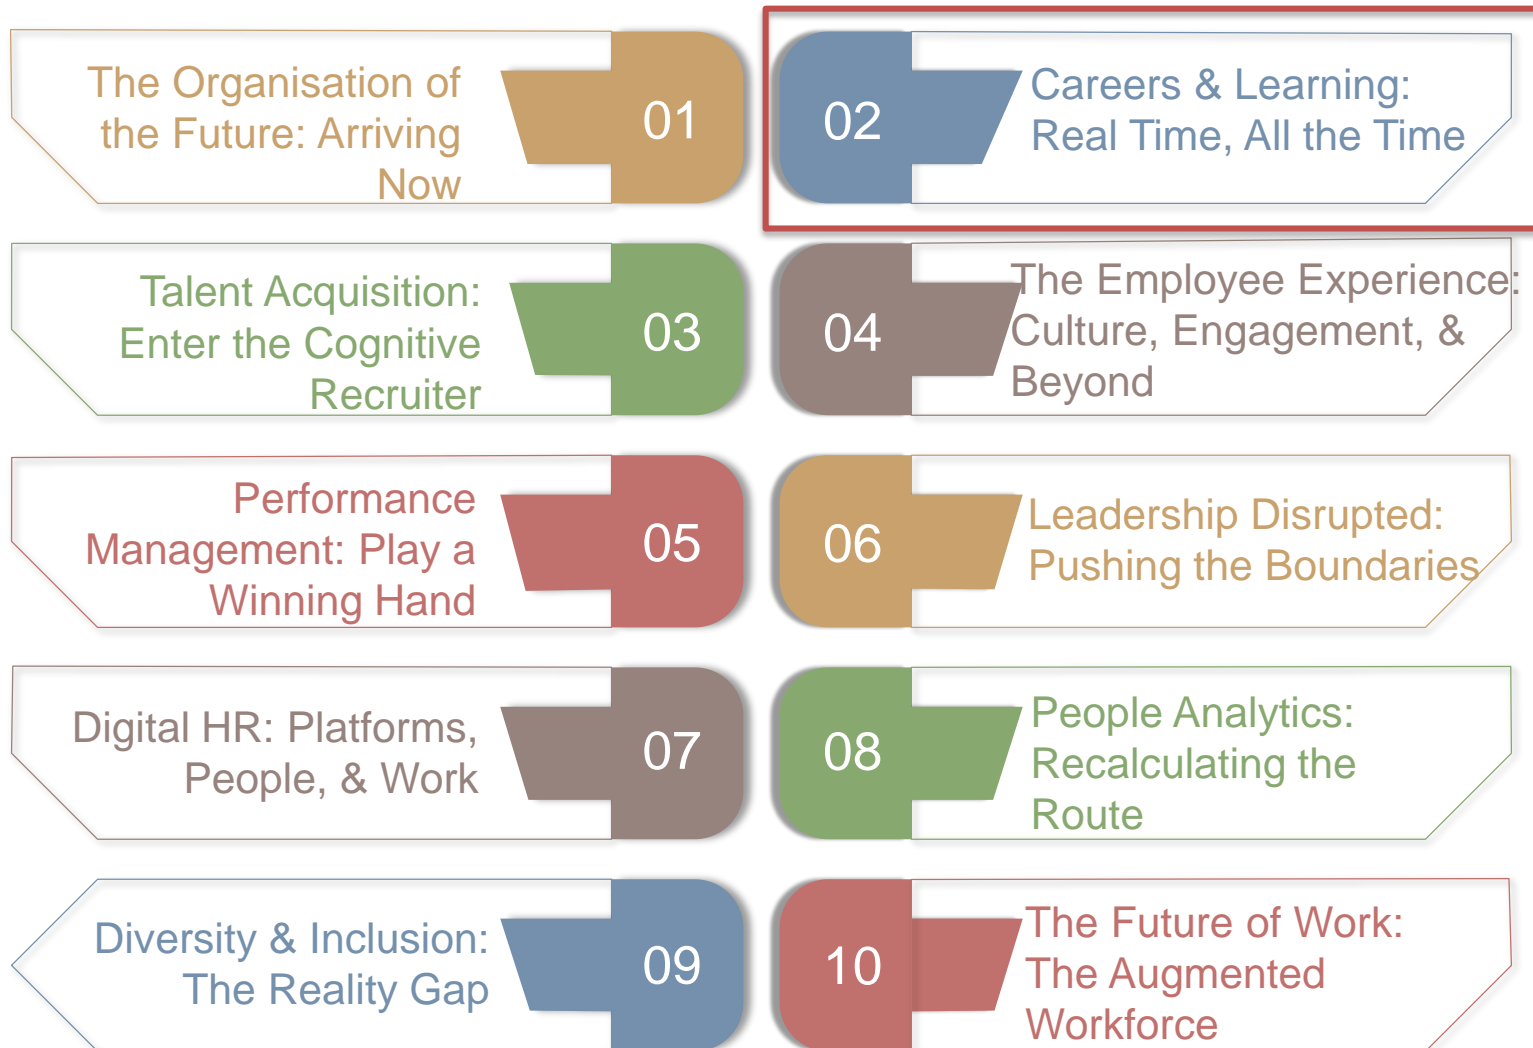 The Organisation of
the Future: Arriving
Now
01
02
Careers & Learning:
Real Time, All the Time
Talent Acquisition:
Enter the Cognitive
Recruiter
03
04
The Employee Experience:
Culture, Engagement, &
Beyond
Performance
Management: Play a
Winning Hand
05
06
Leadership Disrupted:
Pushing the Boundaries
Digital HR: Platforms,
People, & Work
07
08
People Analytics:
Recalculating the
Route
Diversity & Inclusion:
The Reality Gap
09
10
The Future of Work:
The Augmented
Workforce